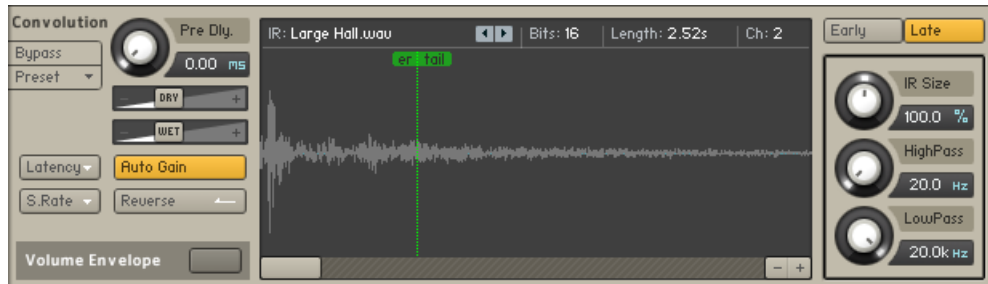 Convolution
Bypass
Preset
Pre Dly.
0.00 ms
- DRY +
- WET +
Latency
Auto Gain
S.Rate
Reverse
Volume Envelope
IR: Large Hall.wav
Bits: 16
Length: 2.52s
Ch: 2
er tail
- +
Early
Late
IR Size
100.0 %
HighPass
20.0 Hz
LowPass
20.0k Hz